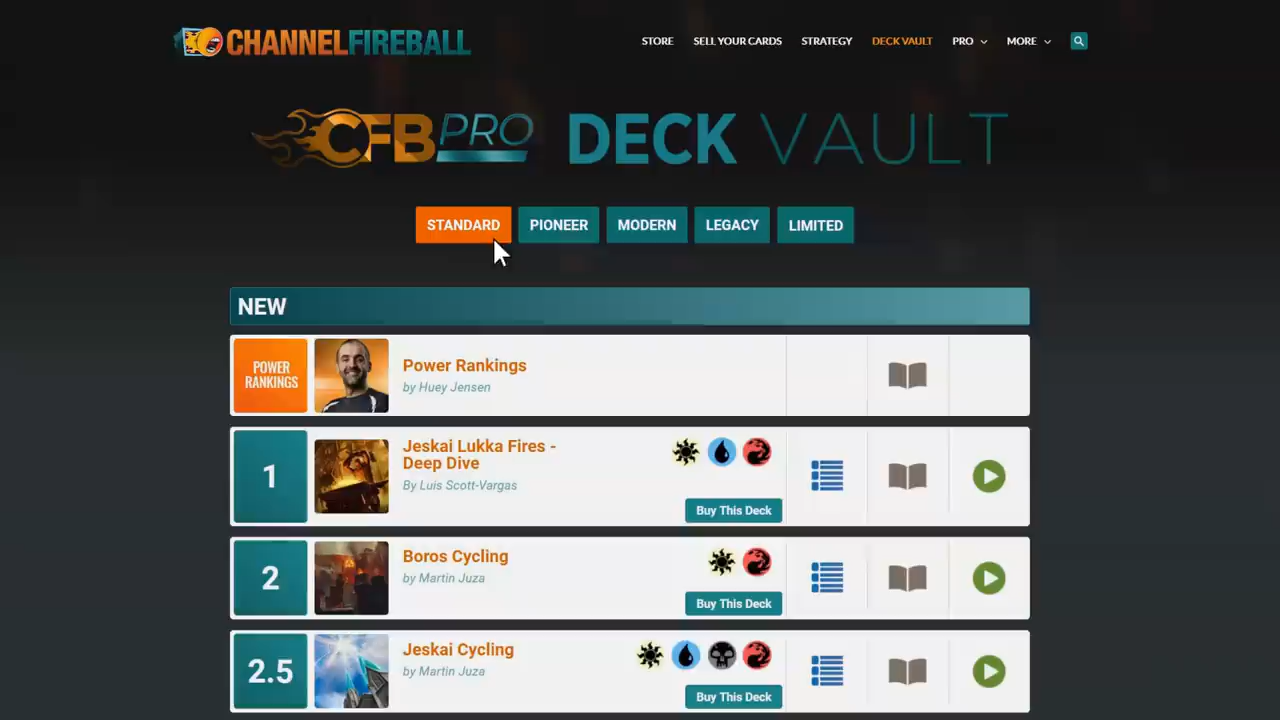 CHANNELFIREBALL
STORE SELL YOUR CARDS STRATEGY DECK VAULT PRO MORE
CFB PRO DECK VAULT
STANDARD PIONEER MODERN LEGACY LIMITED
NEW
POWER
RANKINGS
Power Rankings
by Huey Jensen
1
Jeskai Lukka Fires -
Deep Dive
By Luis Scott-Vargas
Buy This Deck
2
Boros Cycling
by Martin Juza
Buy This Deck
2.5
Jeskai Cycling
by Martin Juza
Buy This Deck